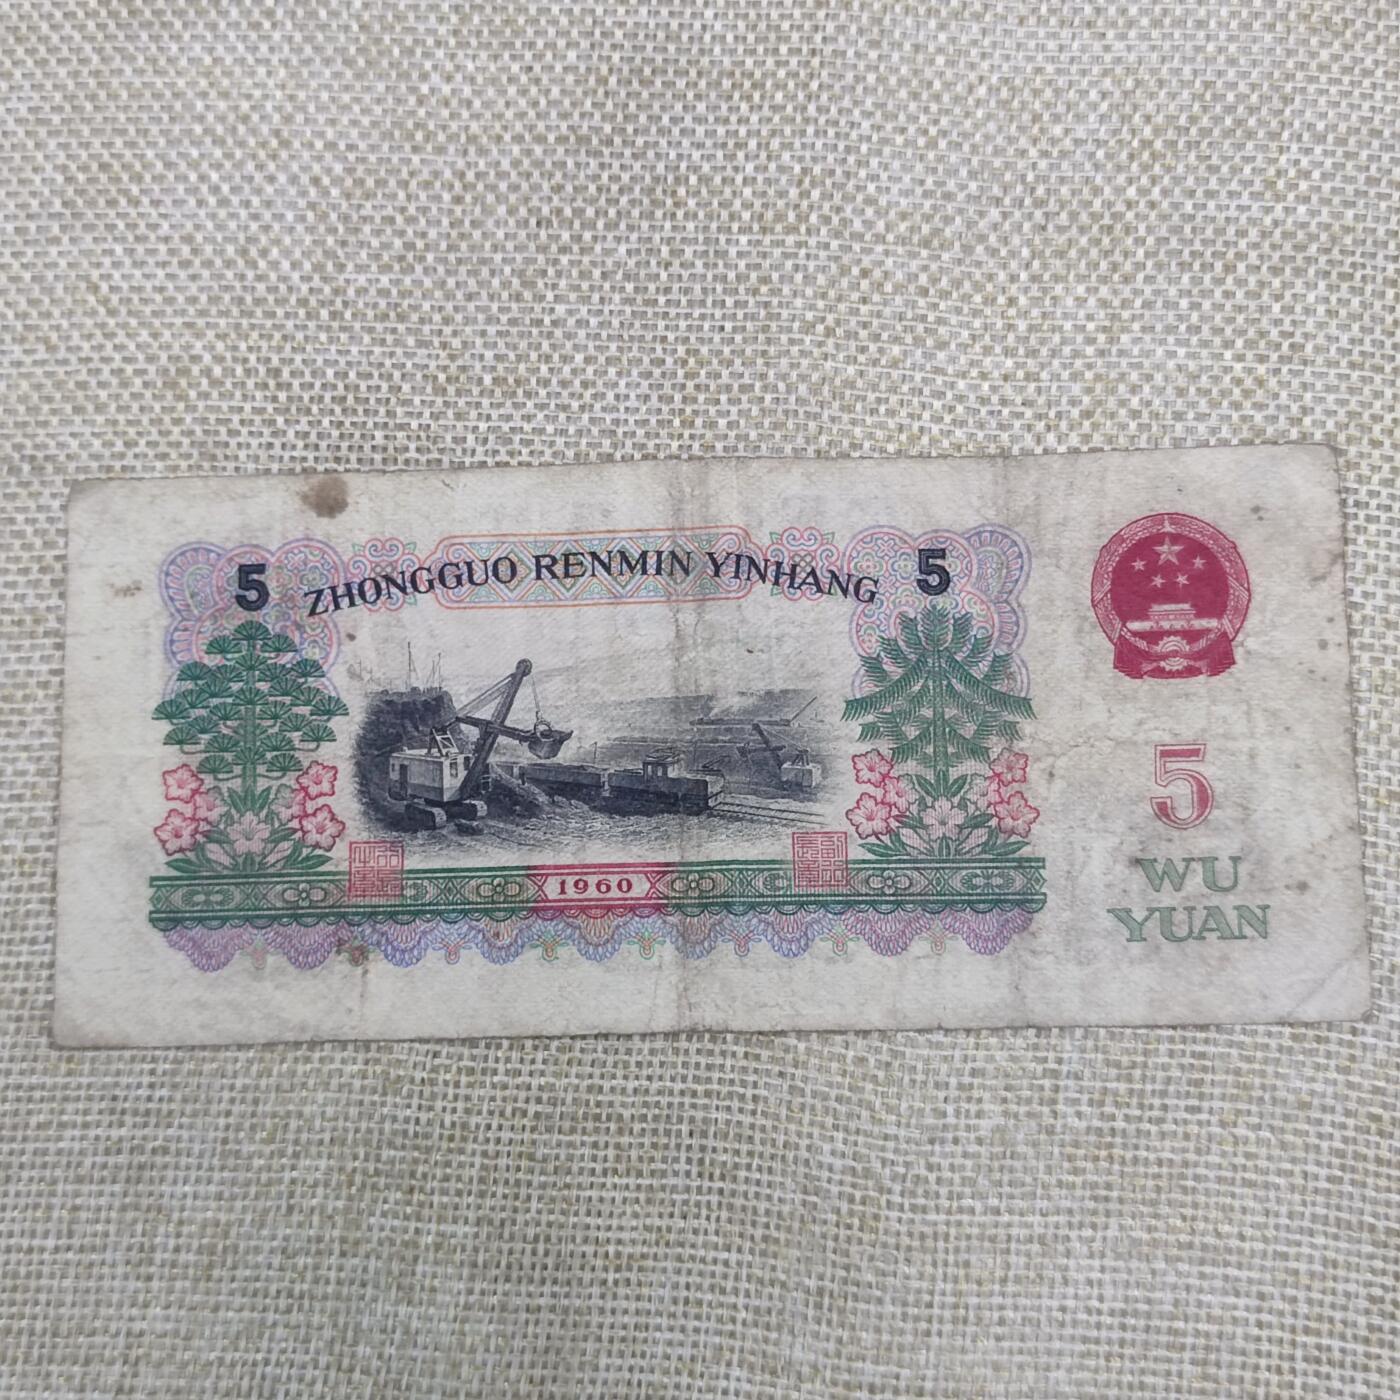 5 ZHONGGUO RENMIN YINHANG 5
1960
5
WU
YUAN